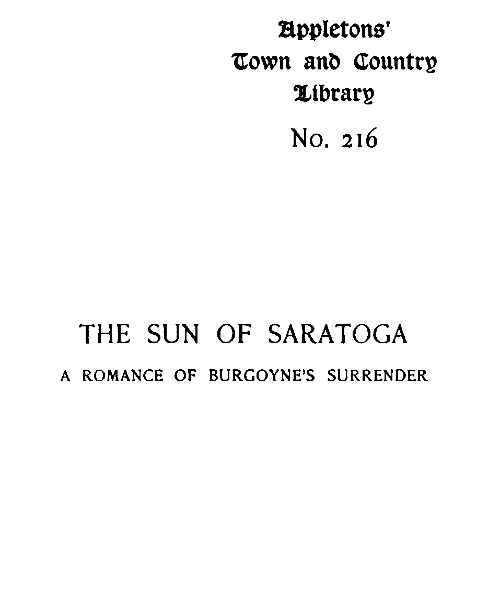 Appletons'
Town and Country
Library
No. 216
THE SUN OF SARATOGA
A ROMANCE OF BURGOYNE'S SURRENDER